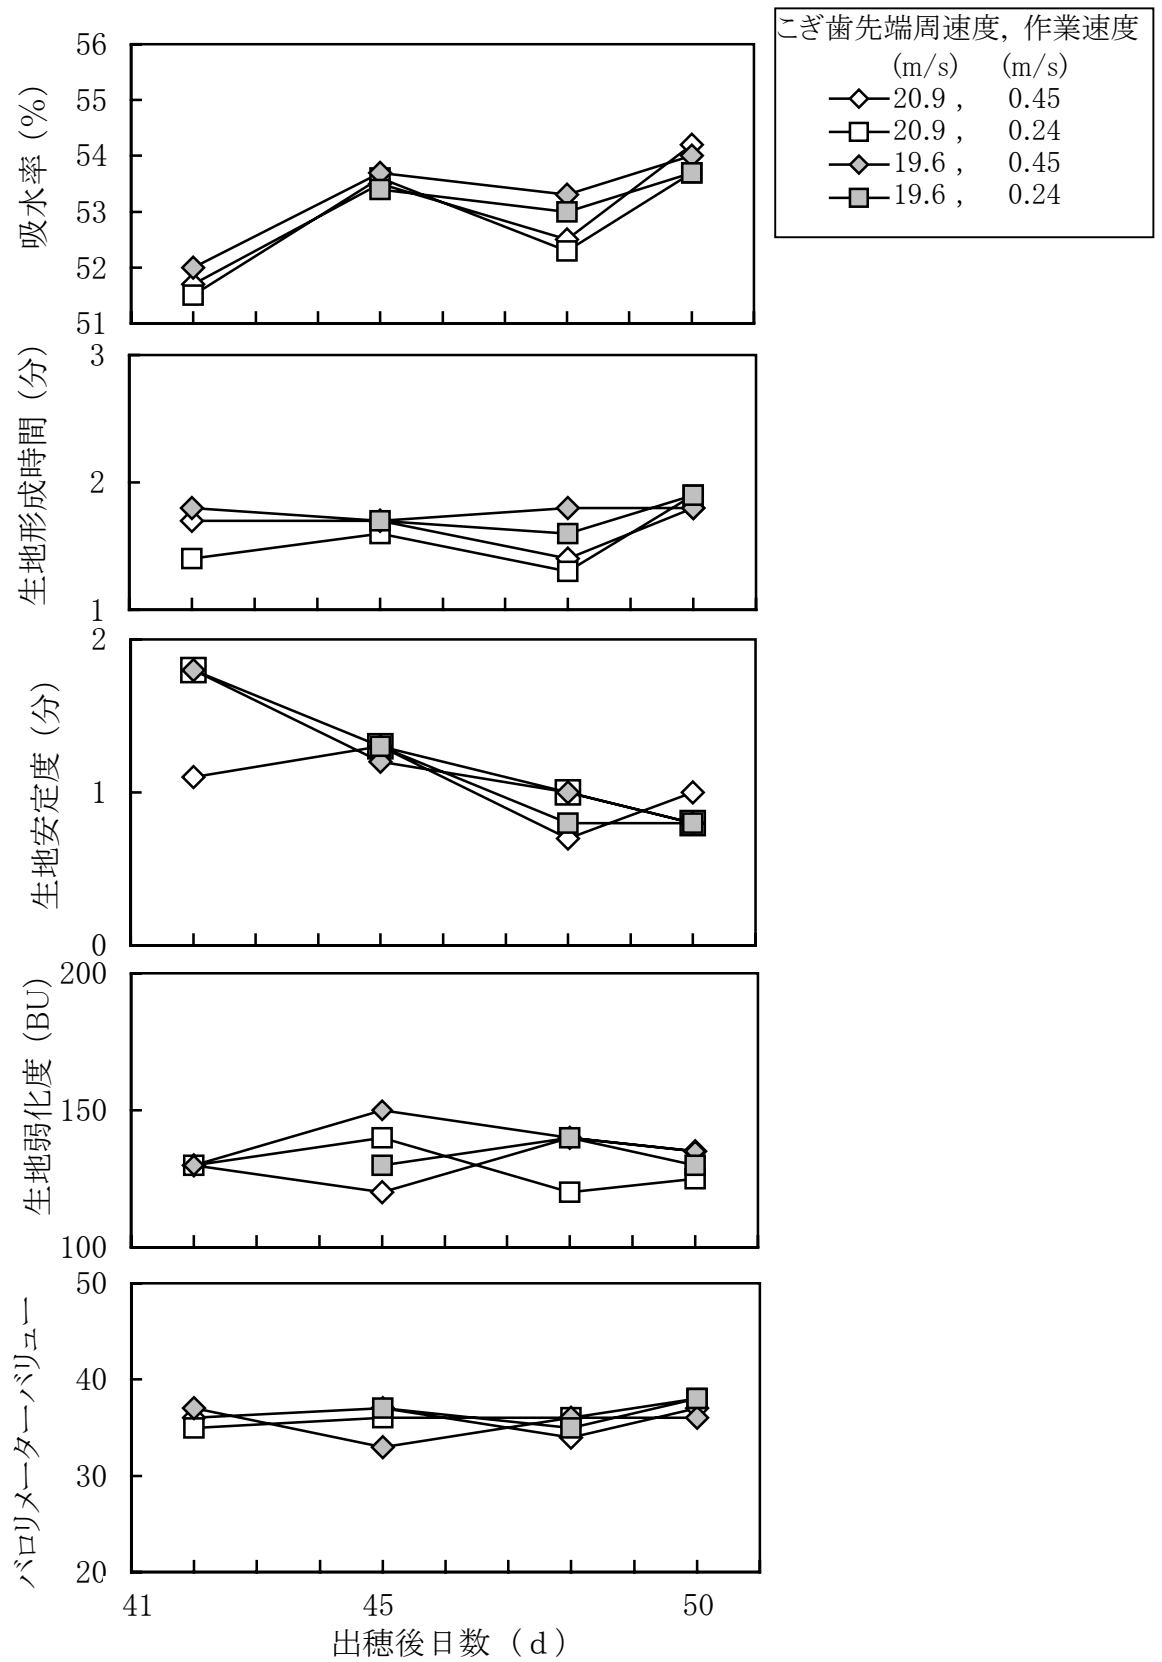 こぎ歯先端周速度, 作業速度
(m/s) (m/s)
20.9 , 0.45
20.9 , 0.24
19.6 , 0.45
19.6 , 0.24
吸水率 (%)
56
55
54
53
52
51
生地形成時間 (分)
3
2
1
生地安定度 (分)
2
1
0
生地弱化度 (BU)
200
150
100
バロリメーターバリュー
50
40
30
20
41 45 50
出穂後日数 (d)